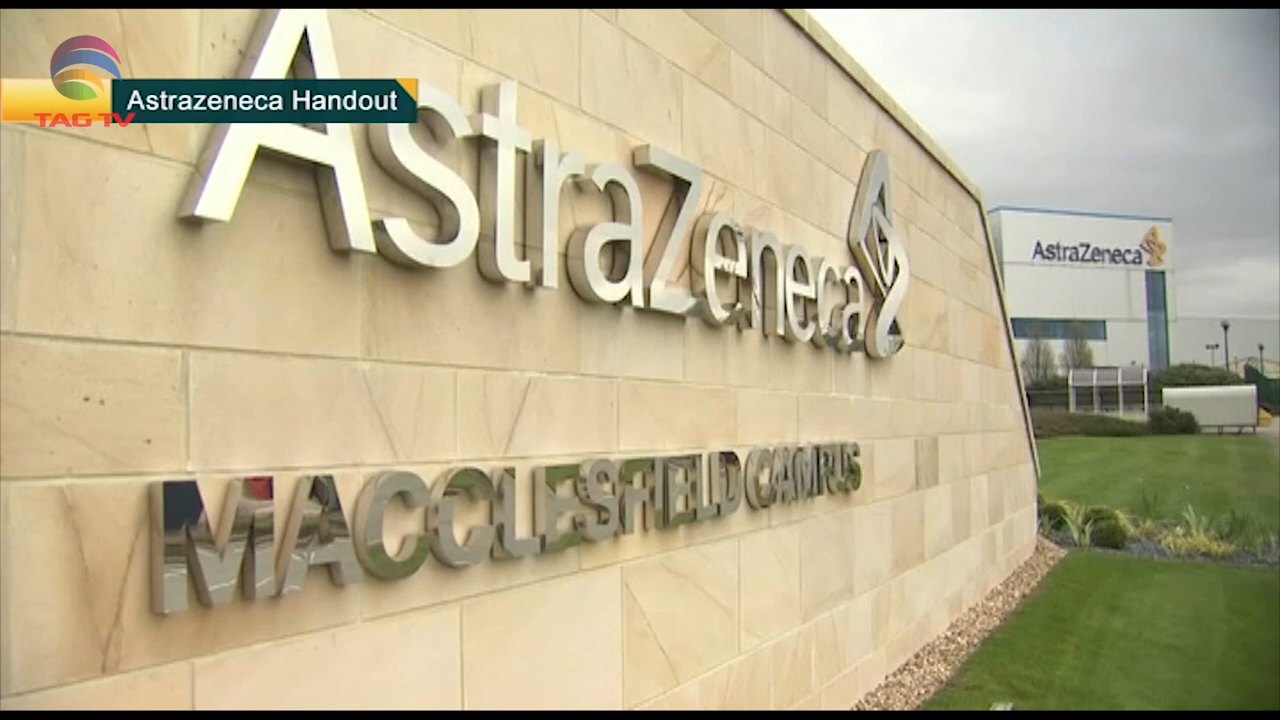 TAG TV
Astrazeneca Handout
AstraZeneca
AstraZeneca
MACCLESFIELD CAMPUS